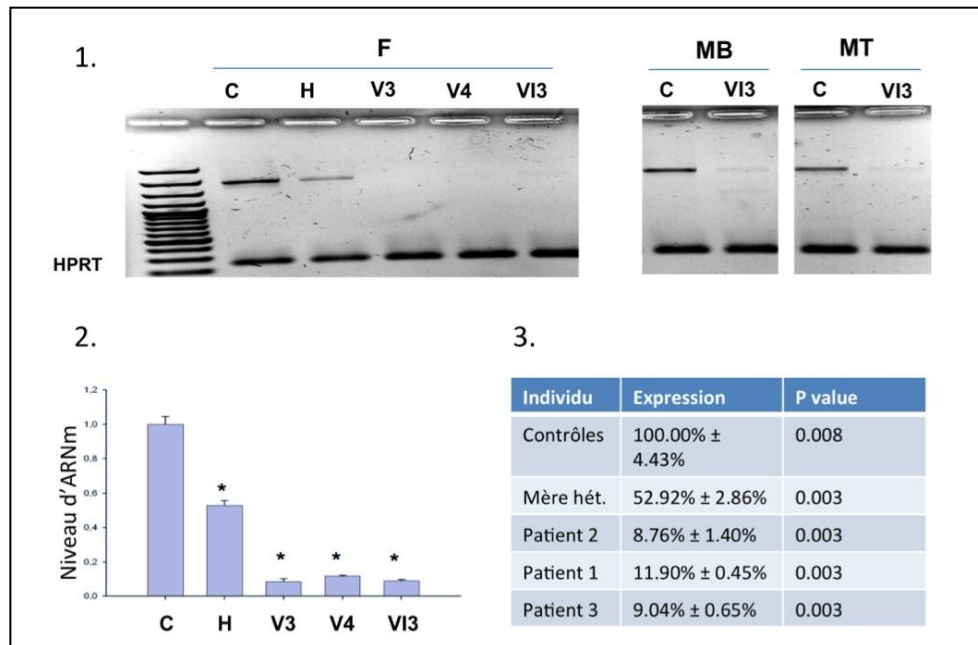 1.
F
MB
MT
C H V3 V4 VI3
C VI3
C VI3
HPRT
2.
Niveau d'ARNm
1.2
1.0
0.8
0.6
0.4
0.2
0.0
* * * *
C H V3 V4 VI3
3.
Individu Expression P value
Contrôles 100.00% ± 0.008
4.43%
Mère hét. 52.92% ± 2.86% 0.003
Patient 2 8.76% ± 1.40% 0.003
Patient 1 11.90% ± 0.45% 0.003
Patient 3 9.04% ± 0.65% 0.003